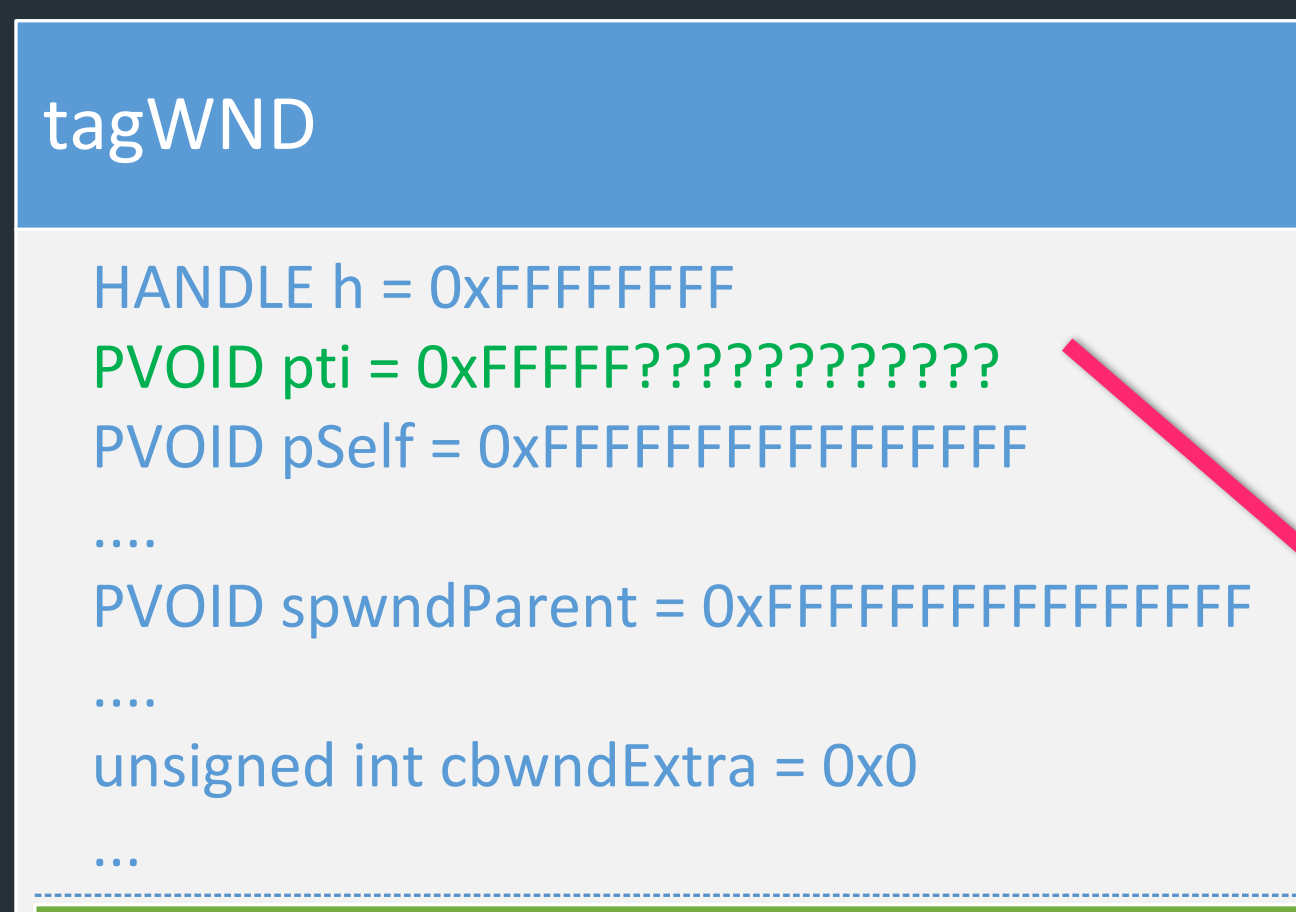 tagWND
HANDLE h = 0xFFFFFFFF
PVOID pti = 0xFFFFF????????????
PVOID pSelf = 0xFFFFFFFFFFFFFFFF
....
PVOID spwndParent = 0xFFFFFFFFFFFFFFFF
....
unsigned int cbwndExtra = 0x0
...